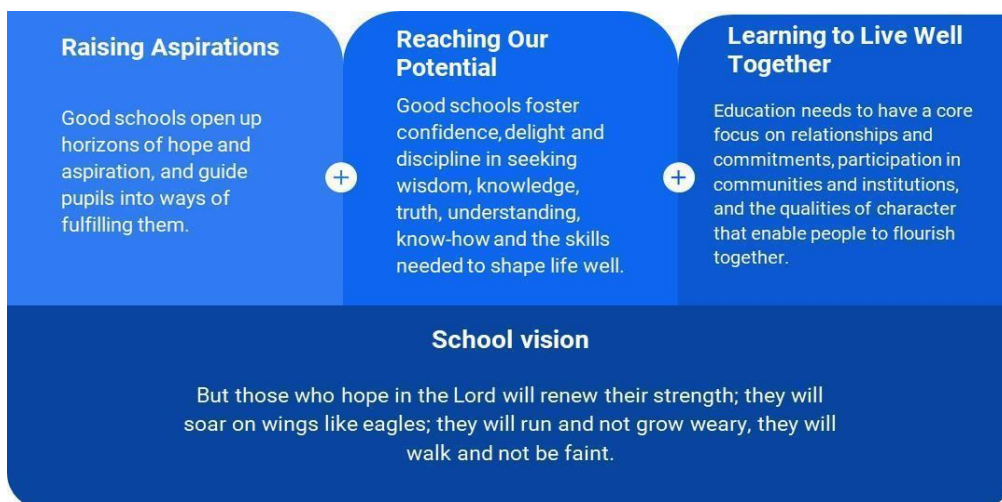 Raising Aspirations
Good schools open up
horizons of hope and
aspiration, and guide
pupils into ways of
fulfilling them.
+
Reaching Our
Potential
Good schools foster
confidence, delight and
discipline in seeking
wisdom, knowledge,
truth, understanding,
know-how and the skills
needed to shape life well.
+
Learning to Live Well
Together
Education needs to have a core
focus on relationships and
commitments, participation in
communities and institutions,
and the qualities of character
that enable people to flourish
together.
School vision
But those who hope in the Lord will renew their strength; they will
soar on wings like eagles; they will run and not grow weary, they will
walk and not be faint.